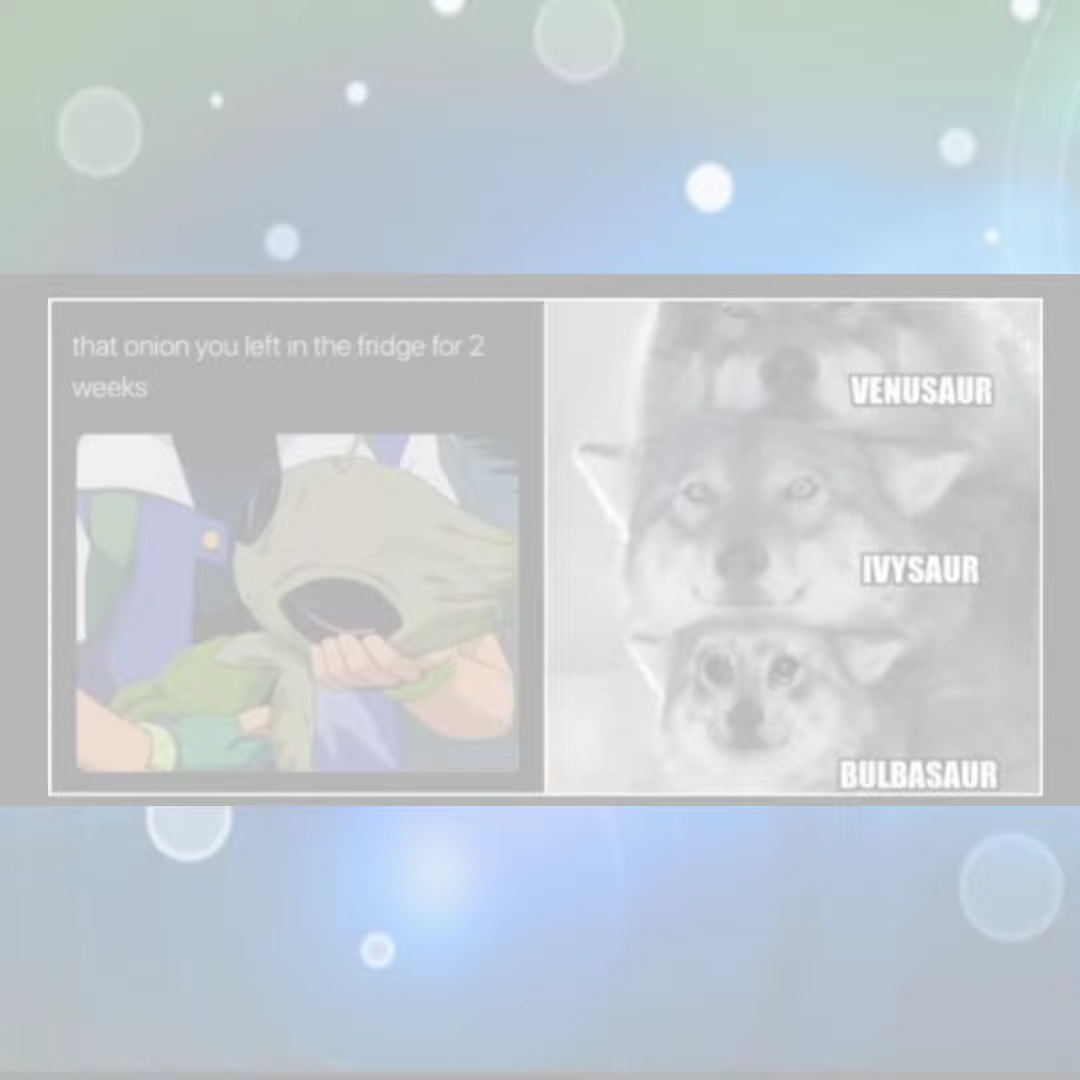 that onion you left in the fridge for 2
weeks
VENUSAUR
IVYSAUR
BULBASAUR